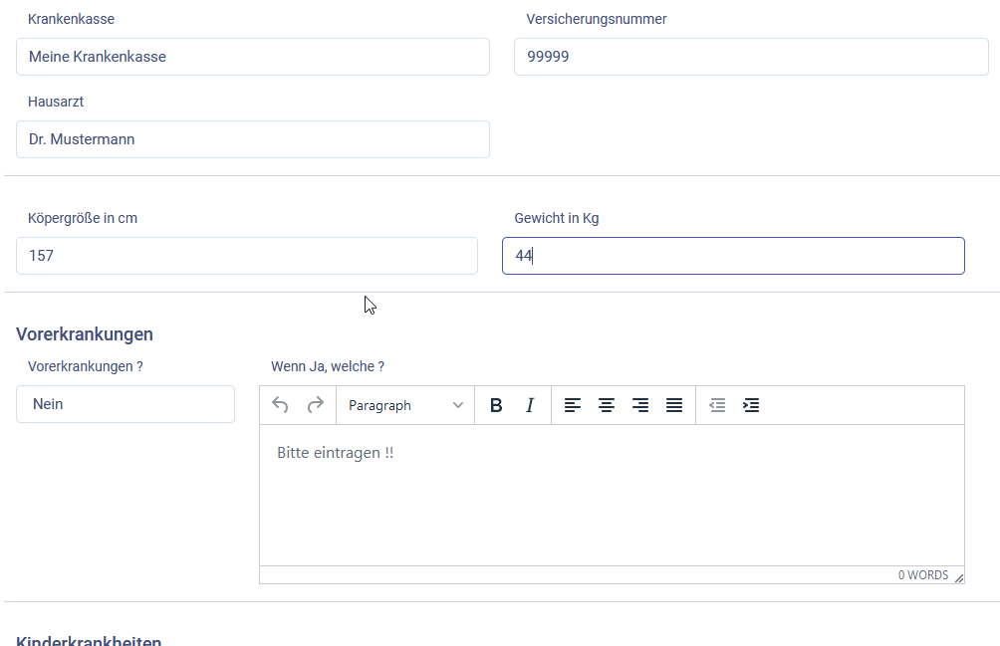 Krankenkasse Versicherungsnummer
Meine Krankenkasse 99999
Hausarzt
Dr. Mustermann
Köpergröße in cm Gewicht in Kg
157 44
Vorerkrankungen
Vorerkrankungen ? Wenn Ja, welche ?
Nein Paragraph B I
Bitte eintragen !!
0 WORDS
Kinderkrankheiten